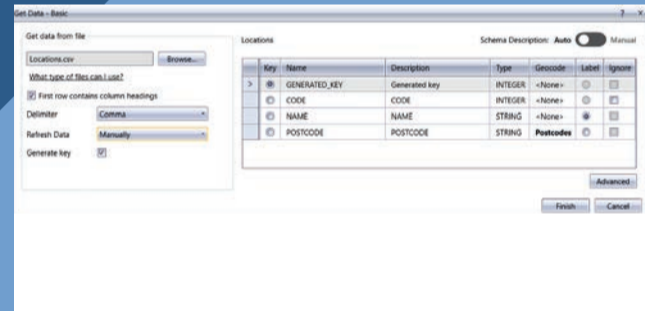 Get Data - Basic
? x
Get data from file
Locations.csv
Browse...
What type of files can I use?
First row contains column headings
Delimiter Comma
Refresh Data Manually
Generate key
Locations
Schema Description: Auto Manual
Key Name Description Type Geocode Label Ignore
> GENERATED_KEY Generated key INTEGER <None>
CODE CODE INTEGER <None>
NAME NAME STRING <None>
POSTCODE POSTCODE STRING Postcodes
Advanced
Finish Cancel